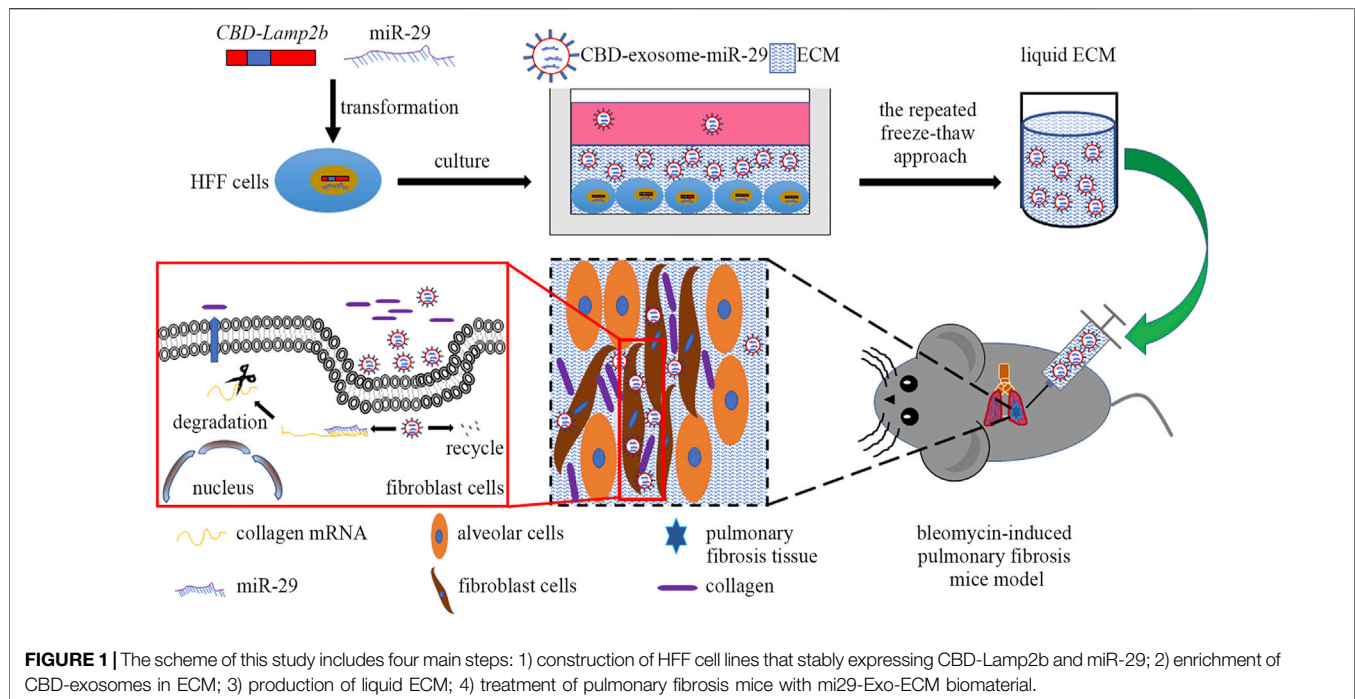 CBD-Lamp2b
miR-29
transformation
HFF cells
culture
CBD-exosome-miR-29
ECM
the repeated
freeze-thaw
approach
liquid ECM
degradation
recycle
nucleus
fibroblast cells
collagen mRNA
miR-29
alveolar cells
fibroblast cells
pulmonary
fibrosis tissue
collagen
bleomycin-induced
pulmonary fibrosis
mice model
FIGURE 1 | The scheme of this study includes four main steps: 1) construction of HFF cell lines that stably expressing CBD-Lamp2b and miR-29; 2) enrichment of
CBD-exosomes in ECM; 3) production of liquid ECM; 4) treatment of pulmonary fibrosis mice with mi29-Exo-ECM biomaterial.